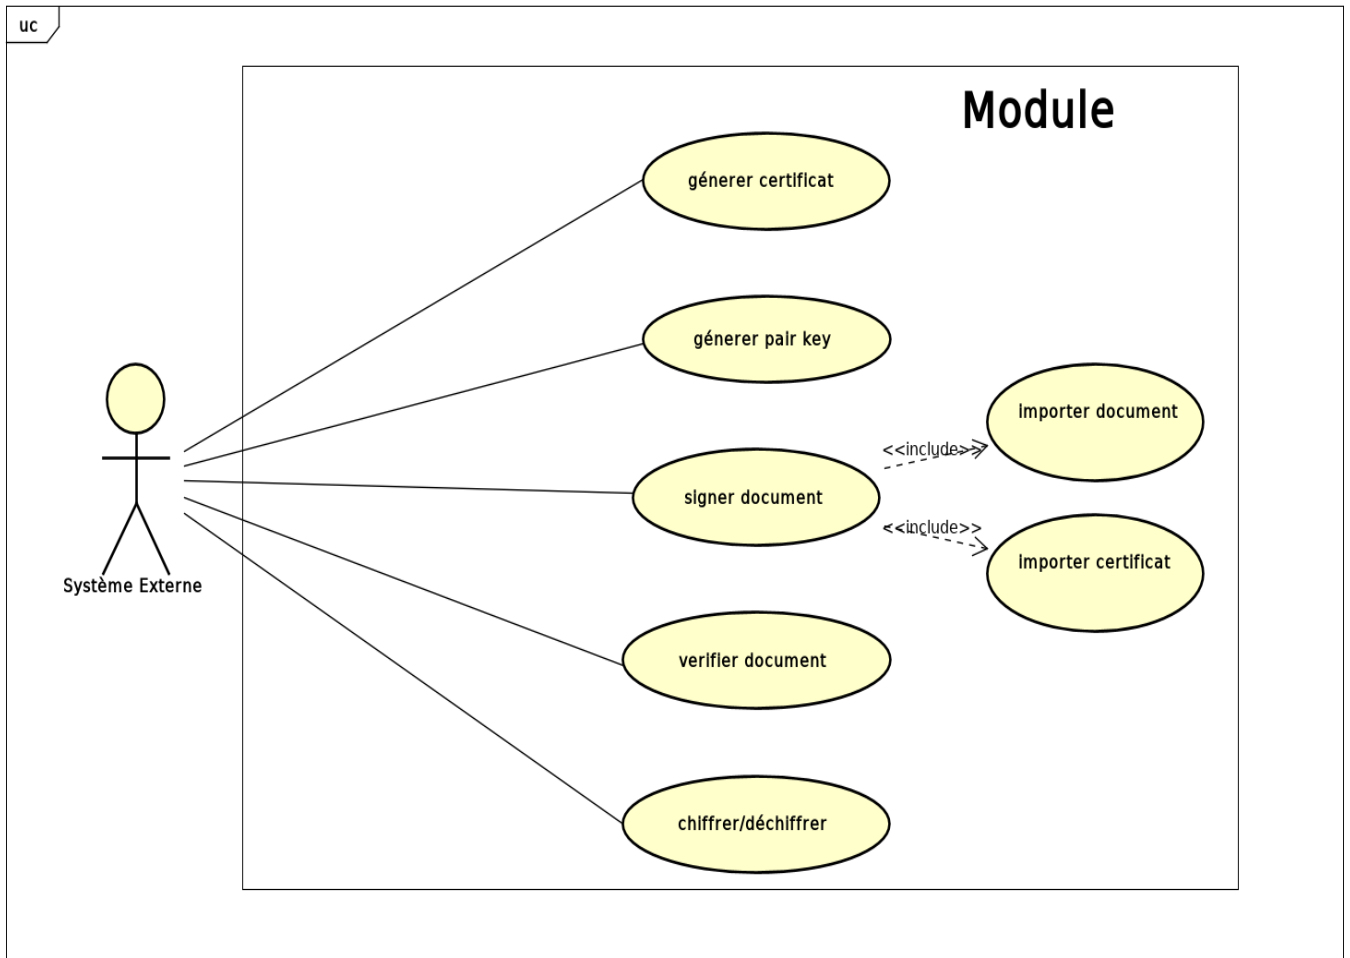 uc
Module
génerer certificat
génerer pair key
importer document
<<include>>
signer document
<<include>>
importer certificat
Système Externe
verifier document
chiffrer/déchiffrer